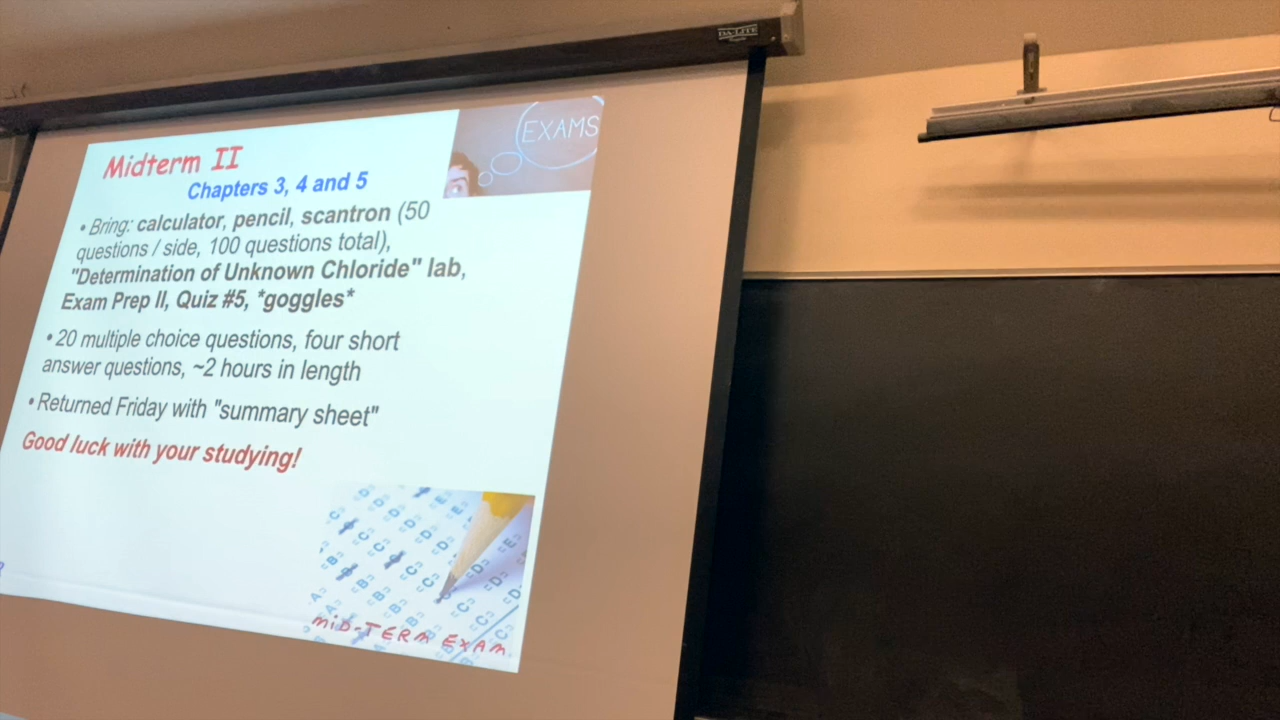 DA-LITE
EXAMS
Midterm II
Chapters 3, 4 and 5
• Bring: calculator, pencil, scantron (50
questions / side, 100 questions total),
"Determination of Unknown Chloride" lab,
Exam Prep II, Quiz #5, *goggles*
• 20 multiple choice questions, four short
answer questions, ~2 hours in length
• Returned Friday with "summary sheet"
Good luck with your studying!
MID-TERM EXAM